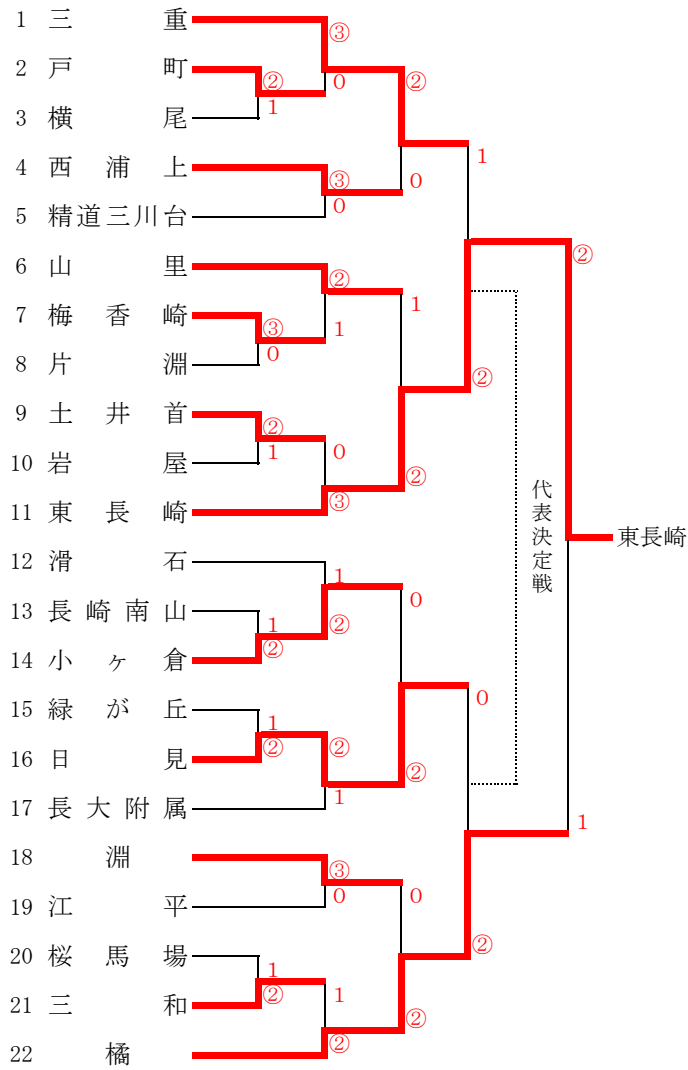 1 三重
③
2 戸町
②
0
②
1
3 横尾
1
4 西浦上
③
0
0
5 精道三川台
②
6 山里
②
1
7 梅香崎
③
1
0
8 片淵
②
9 土井首
②
1
0
10 岩屋
②
11 東長崎
③
代表決定戦
東長崎
12 滑石
1
0
13 長崎南山
1
②
②
14 小ヶ倉
0
15 緑が丘
1
②
②
16 日見
②
17 長大附属
1
1
18 淵
③
0
0
19 江平
②
20 桜馬場
1
②
1
21 三和
②
②
22 橘